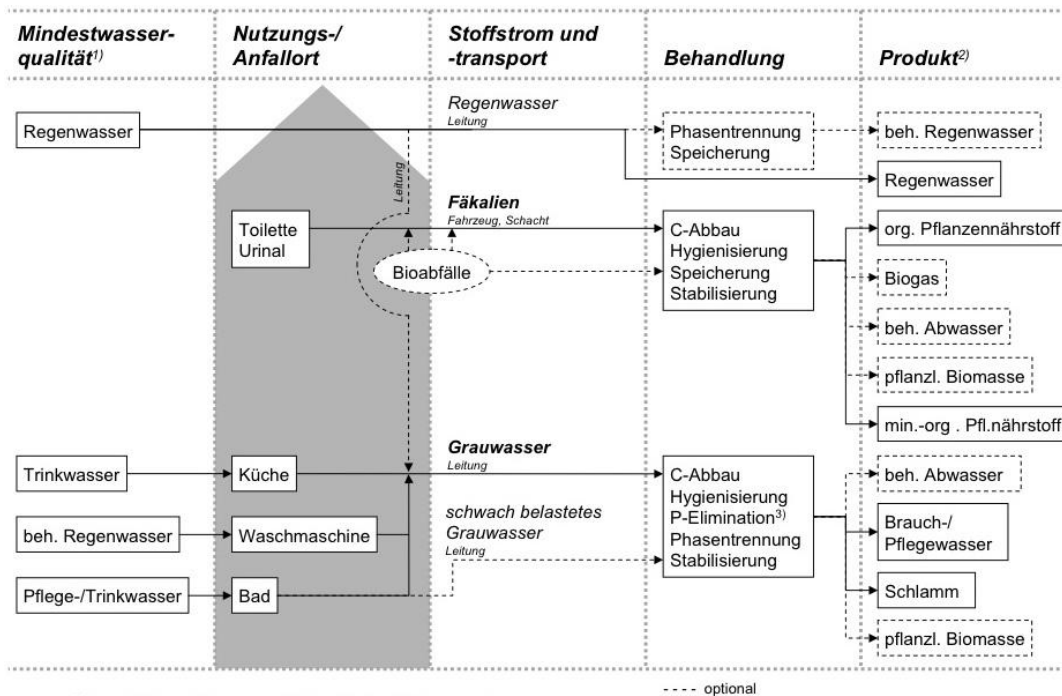 Mindestwasser-
qualität1)
Nutzungs-/
Anfallort
Stoffstrom und
-transport
Behandlung
Produkt2)
Regenwasser
Regenwasser
Leitung
Phasentrennung
Speicherung
beh. Regenwasser
Regenwasser
Leitung
Toilette
Urinal
Fäkalien
Fahrzeug, Schacht
Bioabfälle
C-Abbau
Hygienisierung
Speicherung
Stabilisierung
org. Pflanzennährstoff
Biogas
beh. Abwasser
pflanzl. Biomasse
min.-org . Pfl.nährstoff
Trinkwasser
Küche
Grauwasser
Leitung
beh. Regenwasser
Waschmaschine
schwach belastetes
Grauwasser
Leitung
Pflege-/Trinkwasser
Bad
C-Abbau
Hygienisierung
P-Elimination3)
Phasentrennung
Stabilisierung
beh. Abwasser
Brauch-/
Pflegewasser
Schlamm
pflanzl. Biomasse
---- optional